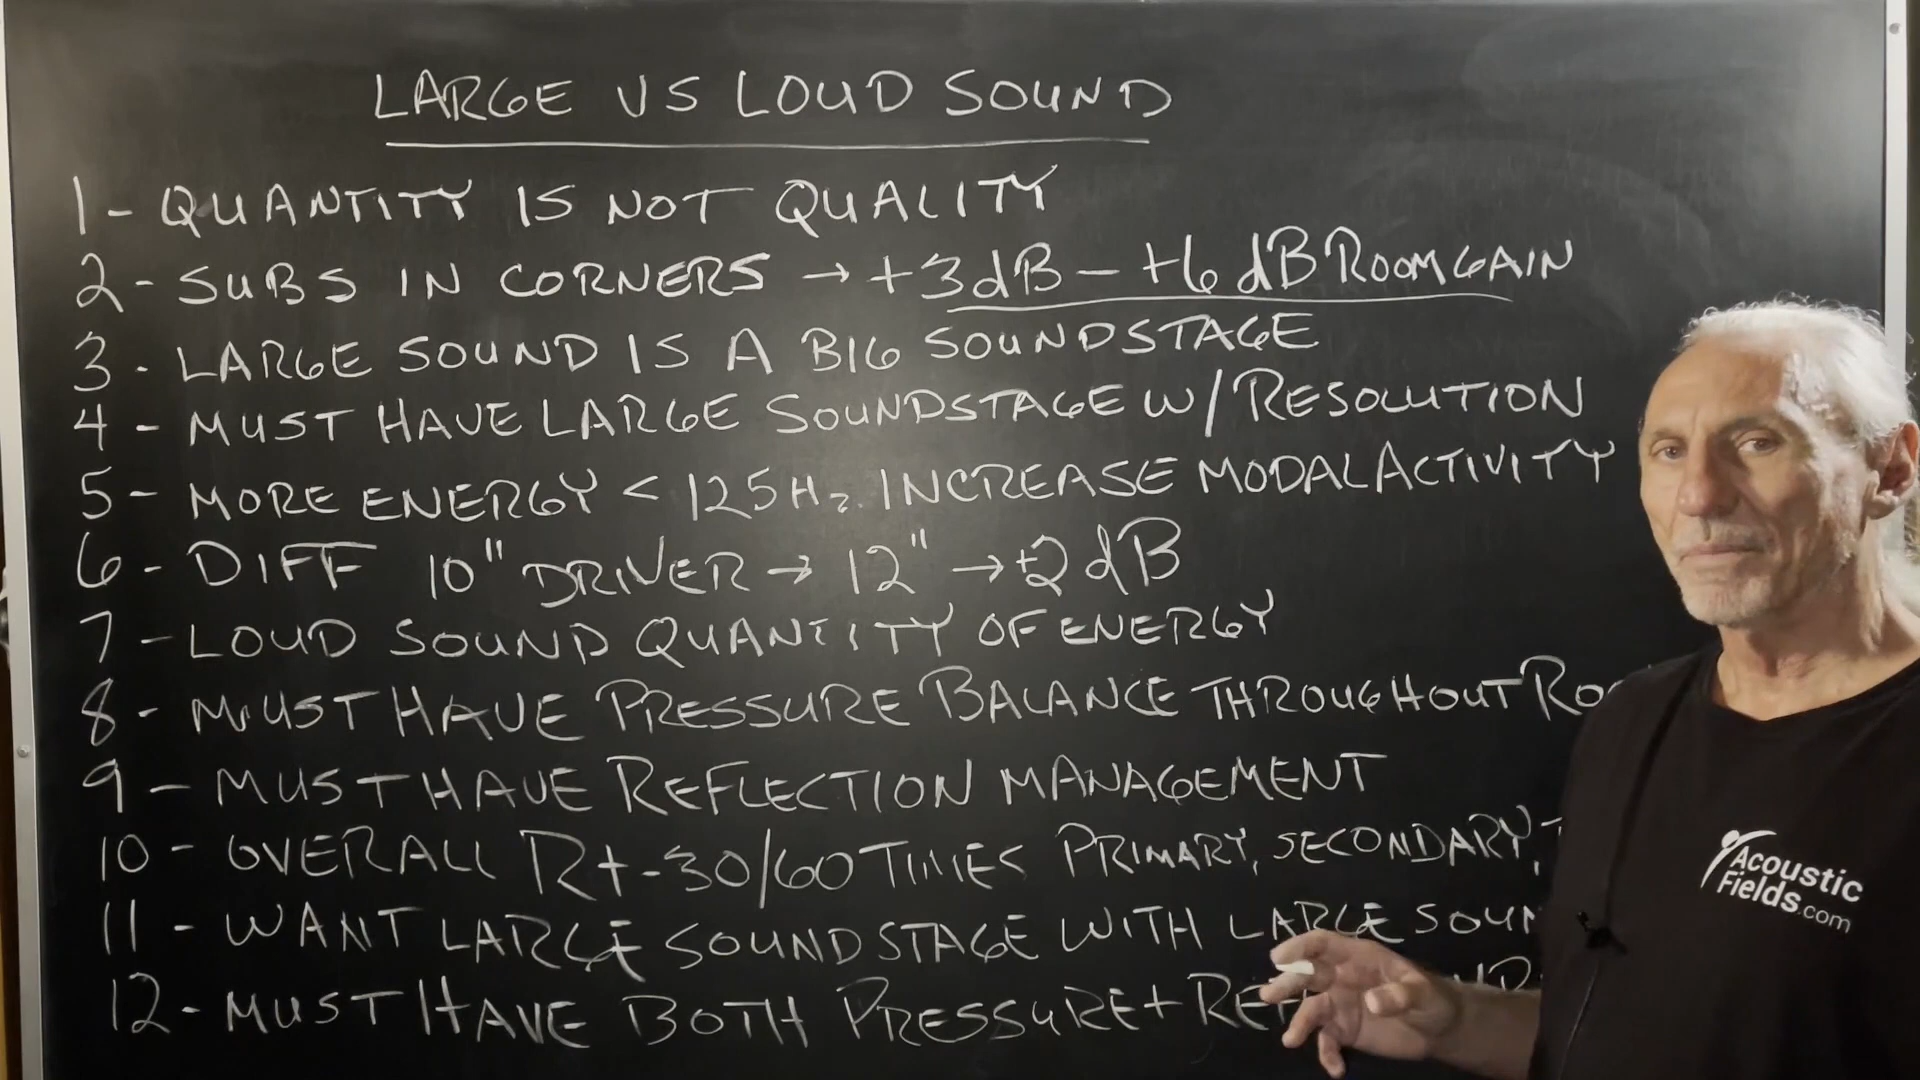 LARGE VS LOUD SOUND
1- QUANTITY IS NOT QUALITY
2- SUBS IN CORNERS → +3dB - +6dB ROOM GAIN
3- LARGE SOUND IS A BIG SOUNDSTAGE
4- MUST HAVE LARGE SOUNDSTAGE W/RESOLUTION
5- MORE ENERGY < 125Hz. INCREASE MODAL ACTIVITY
6- DIFF 10" DRIVER → 12" → +2dB
7- LOUD SOUND QUANTITY OF ENERGY
8- MUST HAVE PRESSURE BALANCE THROUGHOUT
9- MUST HAVE REFLECTION MANAGEMENT
10- OVERALL Rt-30/60 TIMES PRIMARY, SECONDARY,
11- WANT LARGE SOUNDSTAGE WITH LARGE
12- MUST HAVE BOTH PRESSURE +
Acoustic
Fields.com